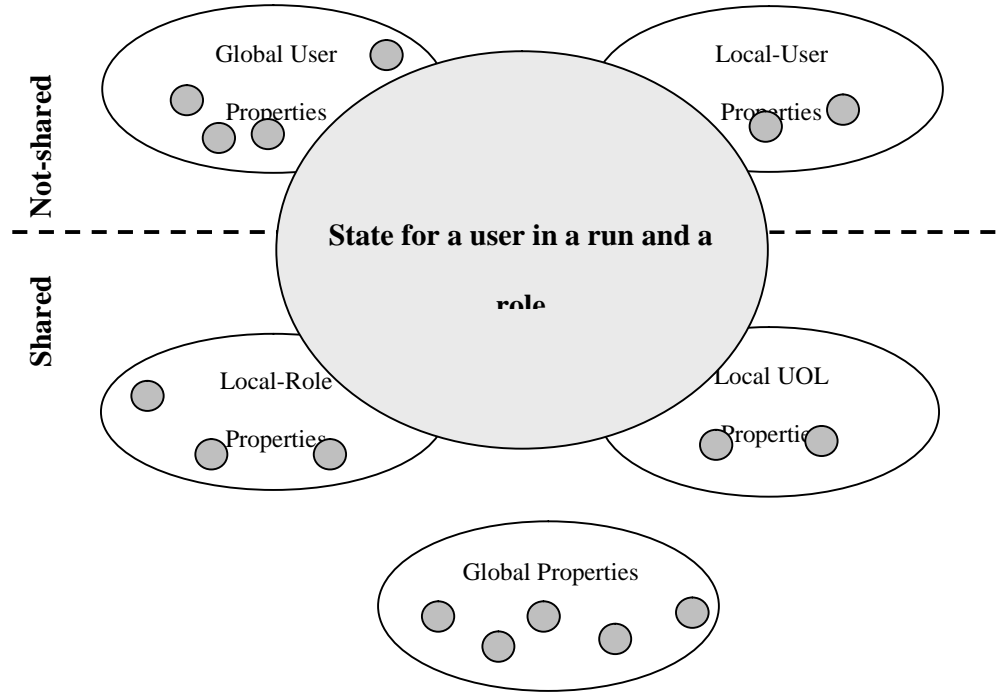 Global User
Properties
Local-User
Properties
Not-shared
State for a user in a run and a
role
Shared
Local-Role
Properties
Local UOL
Properties
Global Properties